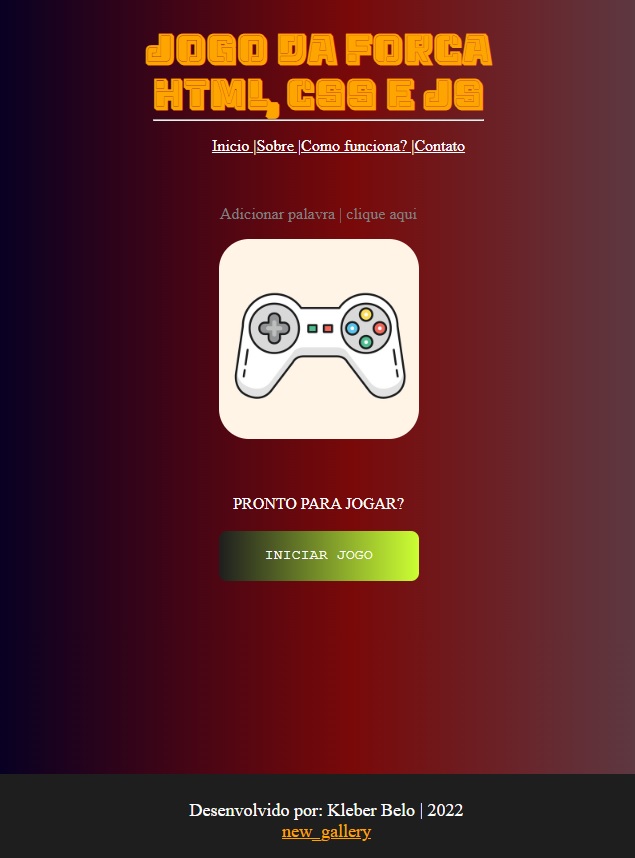 JOGO DA FORCA
HTML, CSS E JS
Inicio |Sobre |Como funciona? |Contato
Adicionar palavra | clique aqui
PRONTO PARA JOGAR?
INICIAR JOGO
Desenvolvido por: Kleber Belo | 2022
new_gallery